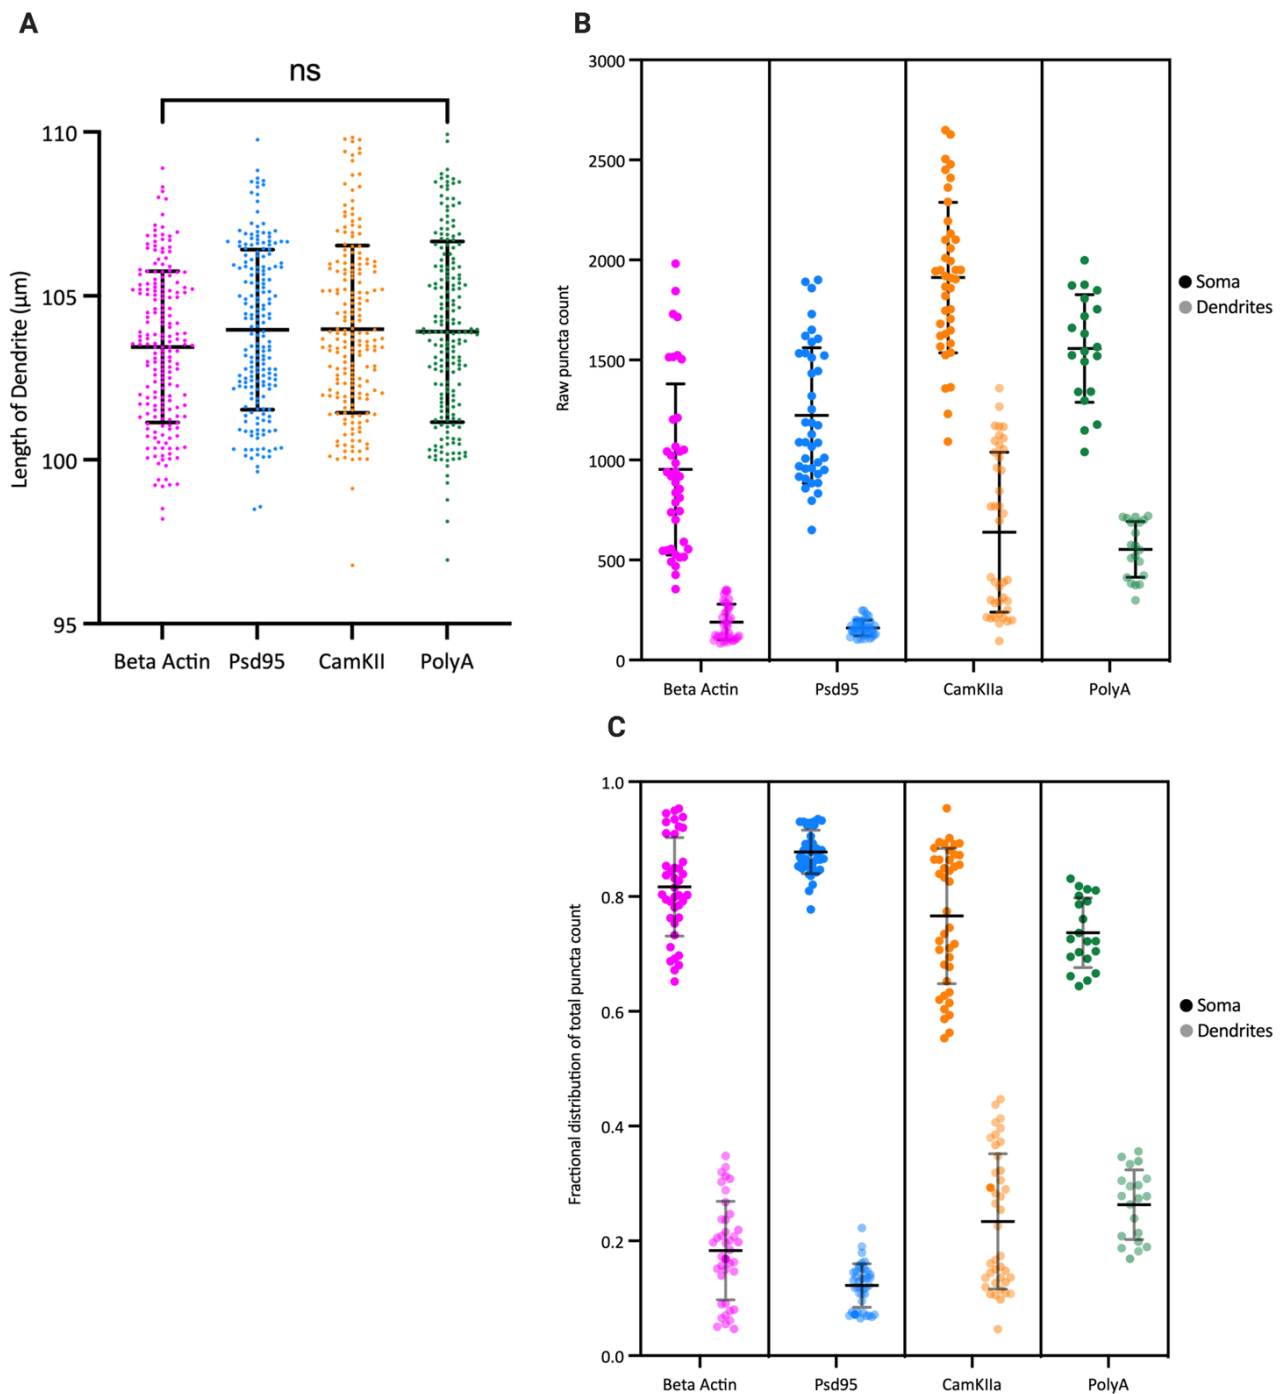 A
ns
Length of Dendrite (µm)
110
105
100
95
Beta Actin Psd95 CamKII PolyA
B
Raw puncta count
3000
2500
2000
1500
1000
500
0
Beta Actin Psd95 CamKIIa PolyA
Soma
Dendrites
C
Fractional distribution of total puncta count
1.0
0.8
0.6
0.4
0.2
0.0
Beta Actin Psd95 CamKIIa PolyA
Soma
Dendrites